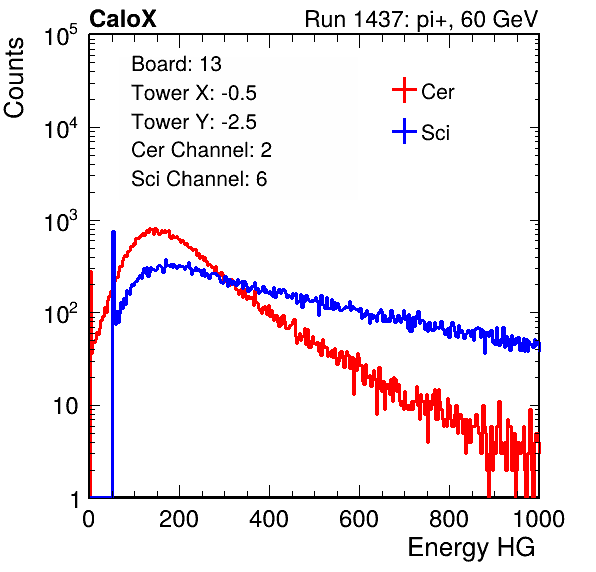 CaloX Run 1437: pi+, 60 GeV
Counts
Board: 13
Tower X: -0.5
Tower Y: -2.5
Cer Channel: 2
Sci Channel: 6
Cer
Sci
10^5
10^4
10^3
10^2
10
1
0 200 400 600 800 1000
Energy HG